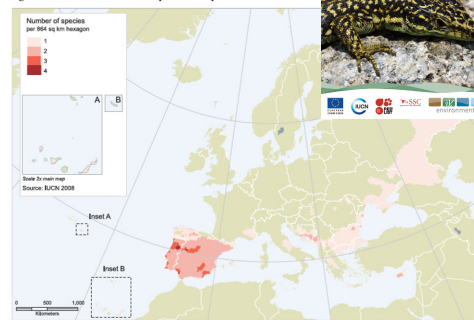 Number of species
per 864 sq km hexagon
1
2
3
4
A
B
Scale 2x main map
Source: IUCN 2008
Inset A
Inset B
0 500 1,000
Kilometers
IUCN
SSC
environment